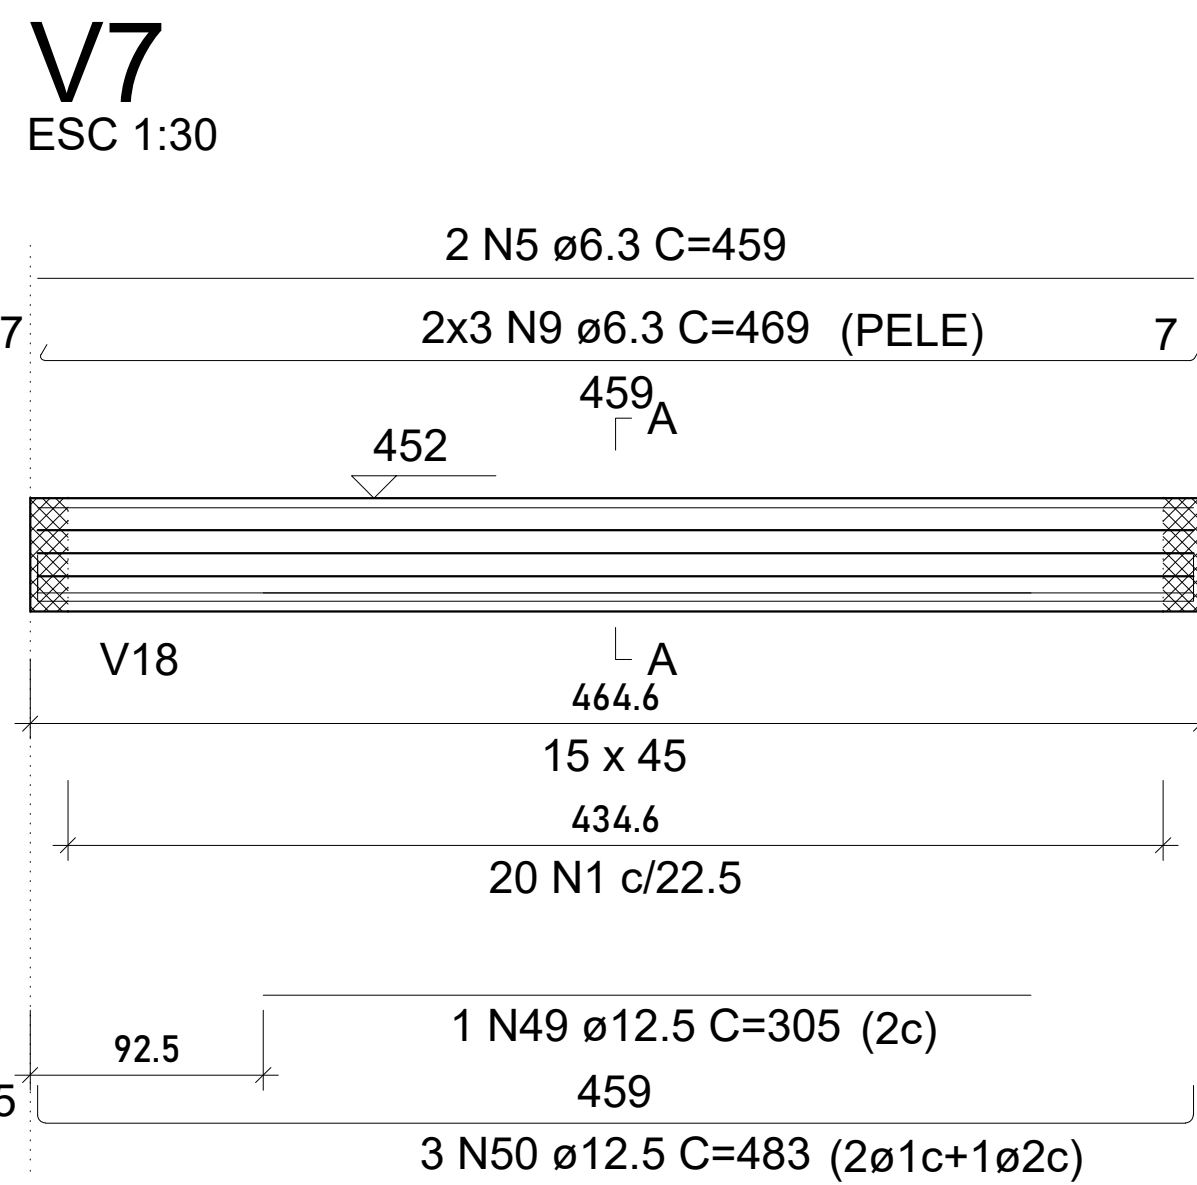 V7
ESC 1:30
2 N5 ø6.3 C=459
7
2x3 N9 ø6.3 C=469 (PELE)
7
459
A
452
V18
A
464.6
15 x 45
434.6
20 N1 c/22.5
1 N49 ø12.5 C=305 (2c)
92.5
459
3 N50 ø12.5 C=483 (2ø1c+1ø2c)